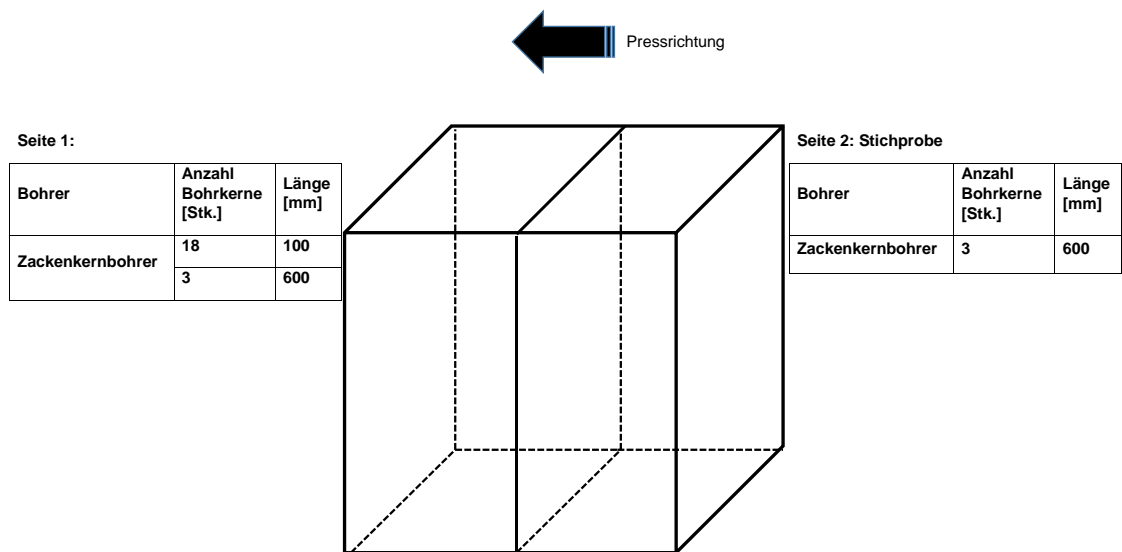 Pressrichtung
Seite 1:
Bohrer
Anzahl
Bohrkerne
[Stk.]
Länge
[mm]
Zackenkernbohrer
18
100
3
600
Seite 2: Stichprobe
Bohrer
Anzahl
Bohrkerne
[Stk.]
Länge
[mm]
Zackenkernbohrer
3
600